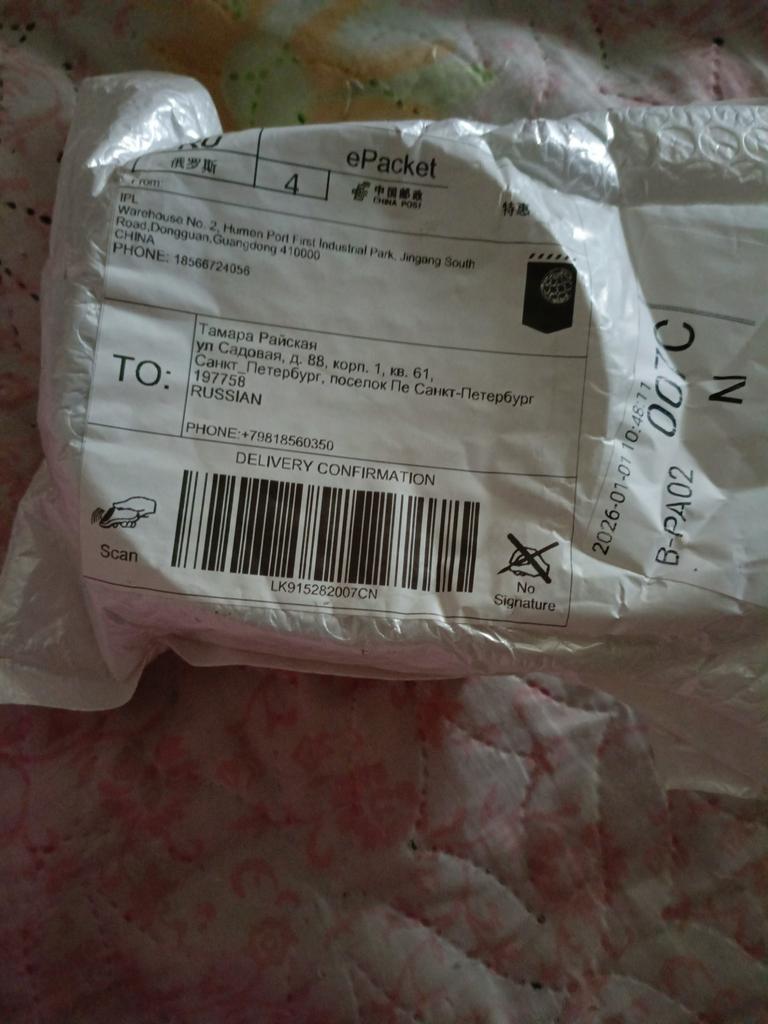 RU
ePacket
俄罗斯
4
中国邮政
CHINA POST
特惠
From:
IPL
Warehouse No. 2, Humen Port First Industrial Park, Jingang South
Road,Dongguan,Guangdong 410000
CHINA
PHONE: 18566724056
TO:
Тамара Райская
ул Садовая, д. 88, корп. 1, кв. 61,
Санкт_Петербург, поселок Пе Санкт-Петербург
197758
RUSSIAN
PHONE:+79818560350
DELIVERY CONFIRMATION
Scan
LK915282007CN
No
Signature
2026-01-01 10:48:11
B-PA02
007C
N